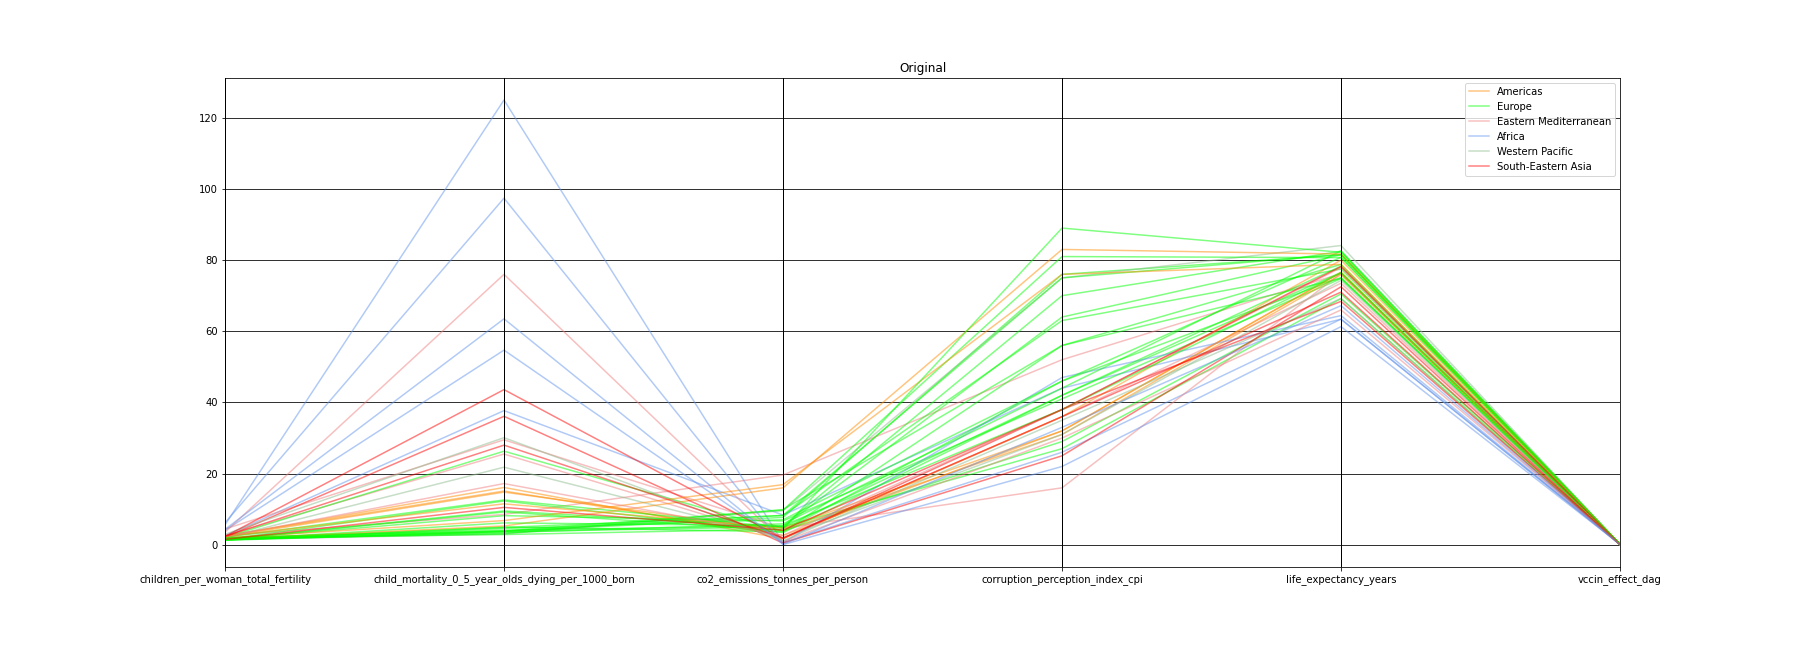 Original
Americas
Europe
Eastern Mediterranean
Africa
Western Pacific
South-Eastern Asia
120
100
80
60
40
20
0
children_per_woman_total_fertility
child_mortality_0_5_year_olds_dying_per_1000_born
co2_emissions_tonnes_per_person
corruption_perception_index_cpi
life_expectancy_years
vccin_effect_dag